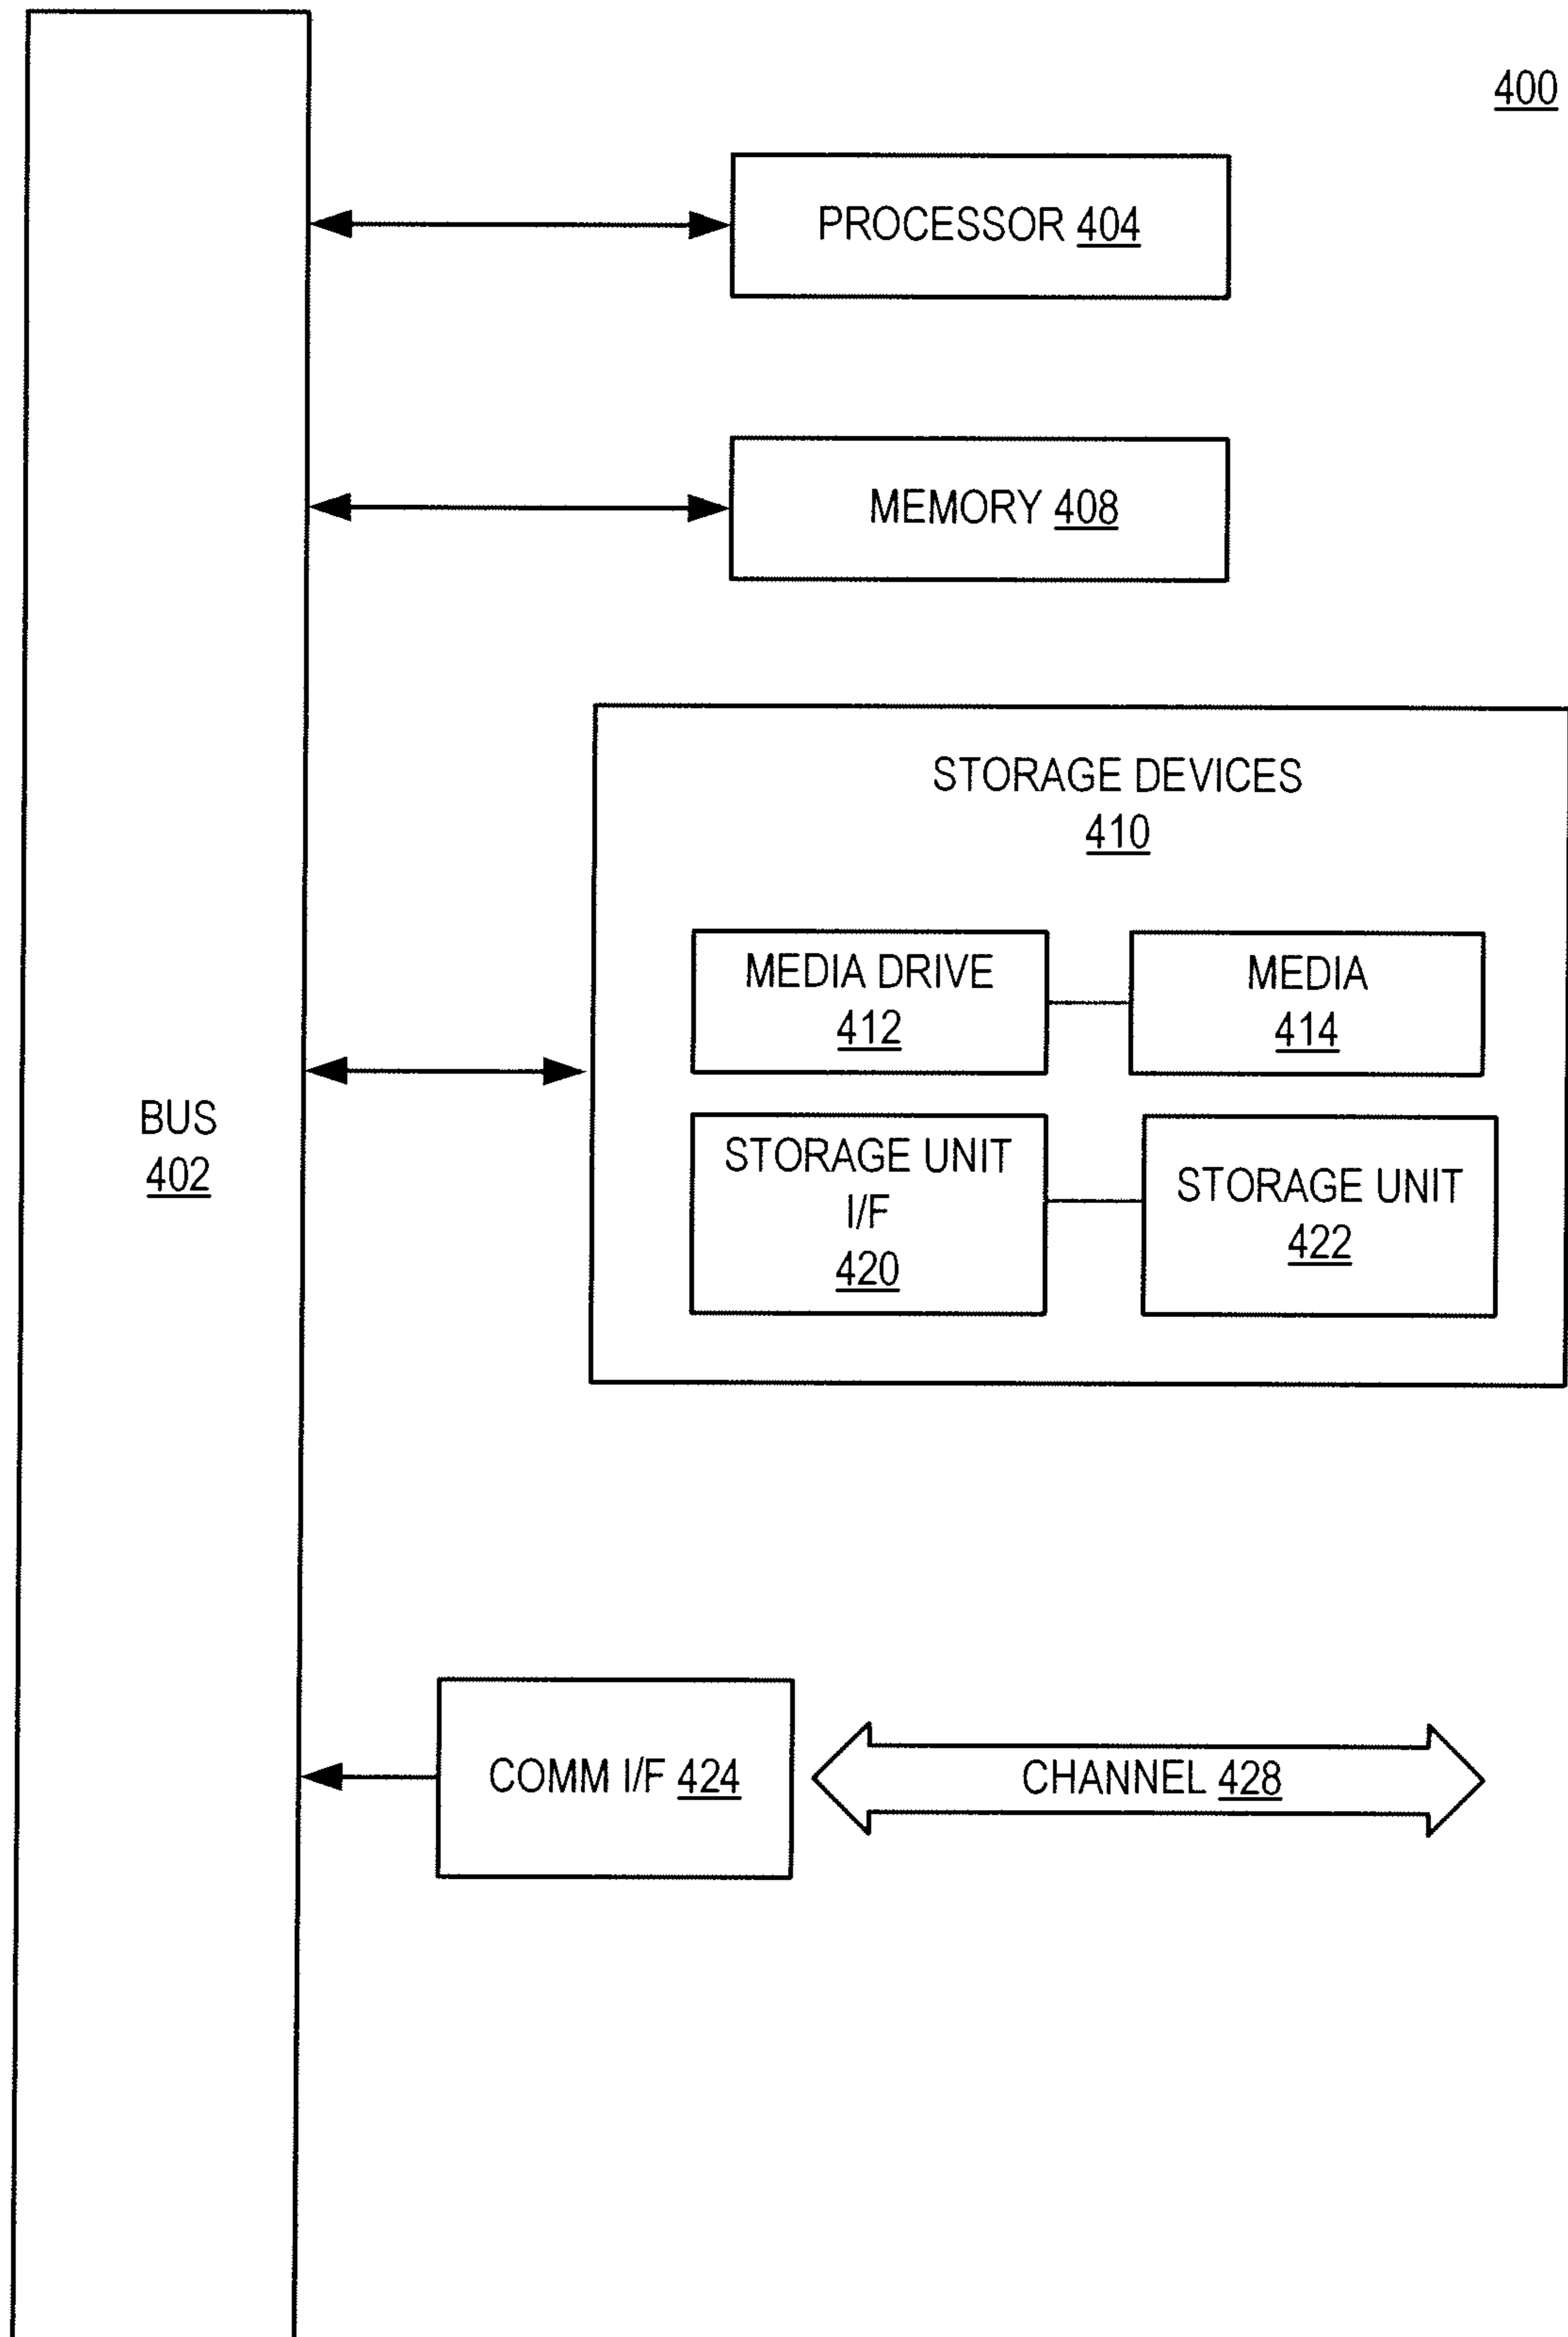 400
PROCESSOR 404
MEMORY 408
STORAGE DEVICES
410
MEDIA DRIVE
412
MEDIA
414
BUS
402
STORAGE UNIT
I/F
420
STORAGE UNIT
422
COMM I/F 424
CHANNEL 428